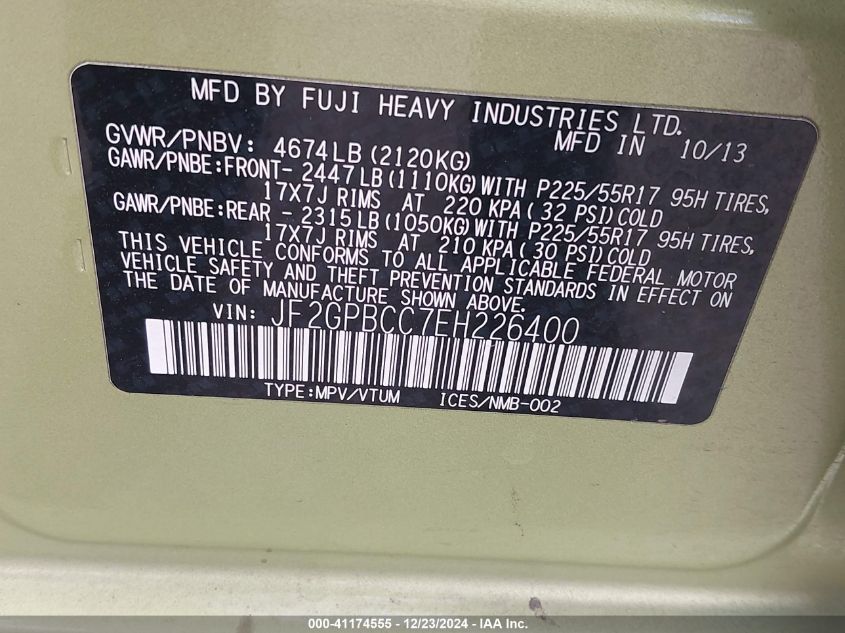 MFD BY FUJI HEAVY INDUSTRIES LTD.
MFD IN 10/13
GVWR/PNBV: 4674LB (2120KG)
GAWR/PNBE:FRONT- 2447LB(1110KG)WITH P225/55R17 95H TIRES,
17X7J RIMS AT 220 KPA( 32 PSI)COLD
GAWR/PNBE:REAR - 2315LB(1050KG)WITH P225/55R17 95H TIRES,
17X7J RIMS AT 210 KPA( 30 PSI)COLD
THIS VEHICLE CONFORMS TO ALL APPLICABLE FEDERAL MOTOR
VEHICLE SAFETY AND THEFT PREVENTION STANDARDS IN EFFECT ON
THE DATE OF MANUFACTURE SHOWN ABOVE.
VIN: JF2GPBCC7EH226400
TYPE:MPV/VTUM ICES/NMB-002
000-41174555 - 12/23/2024 - IAA Inc.